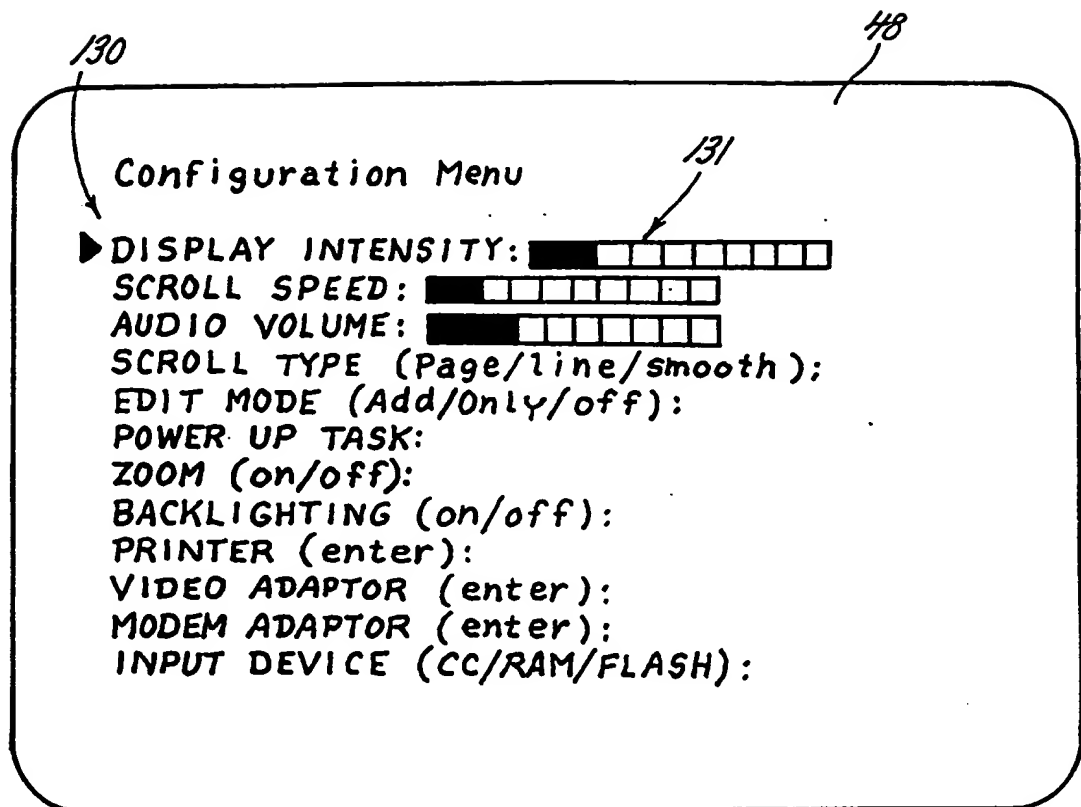 130
48
Configuration Menu
131
DISPLAY INTENSITY:
SCROLL SPEED:
AUDIO VOLUME:
SCROLL TYPE (Page/line/smooth):
EDIT MODE (Add/Only/off):
POWER UP TASK:
ZOOM (on/off):
BACKLIGHTING (on/off):
PRINTER (enter):
VIDEO ADAPTOR (enter):
MODEM ADAPTOR (enter):
INPUT DEVICE (CC/RAM/FLASH):